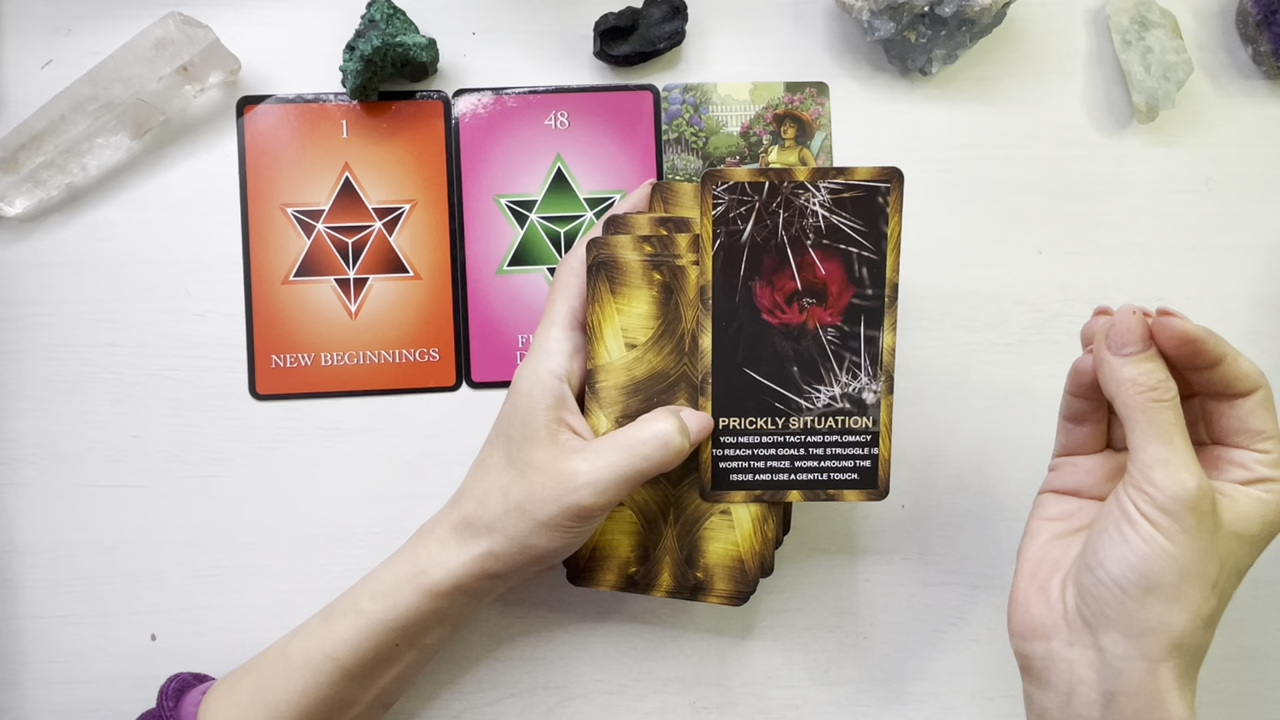 1
NEW BEGINNINGS
48
PRICKLY SITUATION
YOU NEED BOTH TACT AND DIPLOMACY
TO REACH YOUR GOALS. THE STRUGGLE IS
WORTH THE PRIZE. WORK AROUND THE
ISSUE AND USE A GENTLE TOUCH.